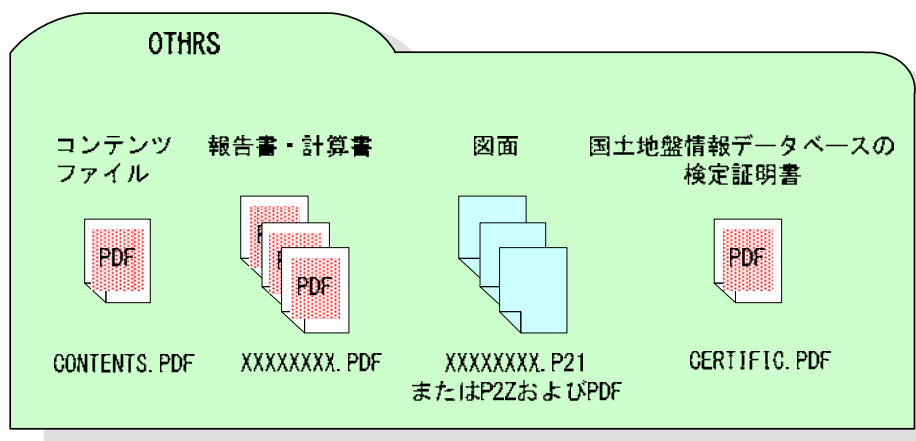 OTHRS
コンテンツ
ファイル
報告書・計算書
図面
国土地盤情報データベースの
検定証明書
PDF
PDF
PDF
CONTENTS.PDF
XXXXXXXX.PDF
XXXXXXXX.P21
またはP2ZおよびPDF
CERTIFIC.PDF